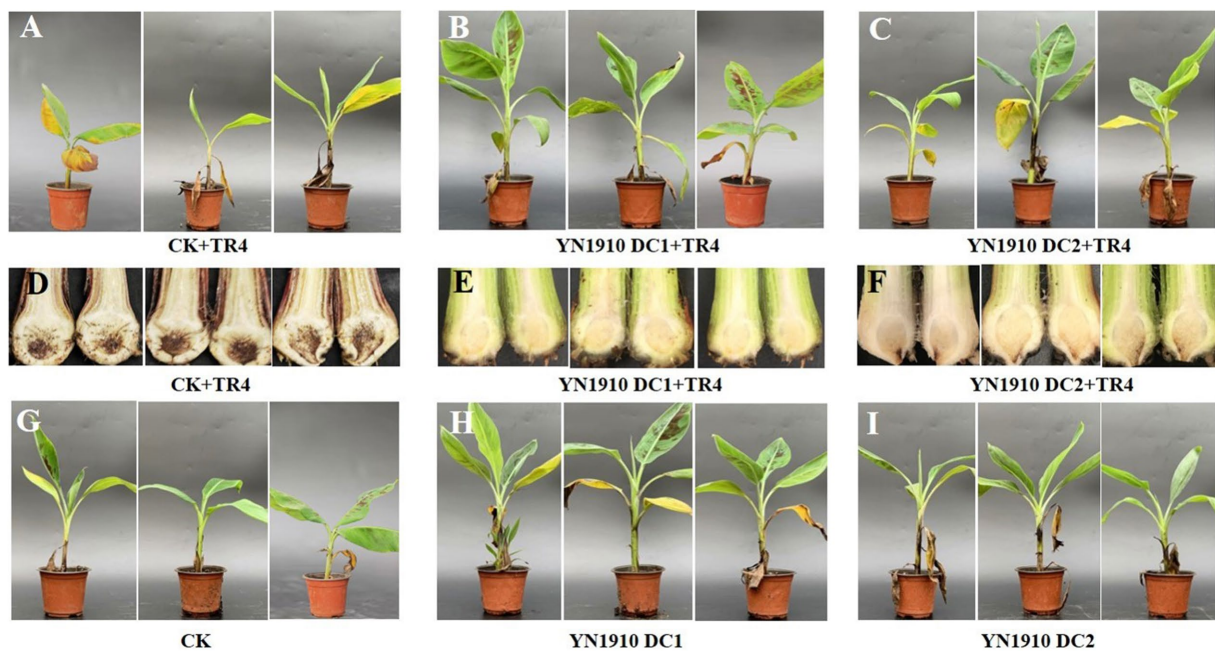 A B C
CK+TR4 YN1910 DC1+TR4 YN1910 DC2+TR4
D E F
CK+TR4 YN1910 DC1+TR4 YN1910 DC2+TR4
G H I
CK YN1910 DC1 YN1910 DC2